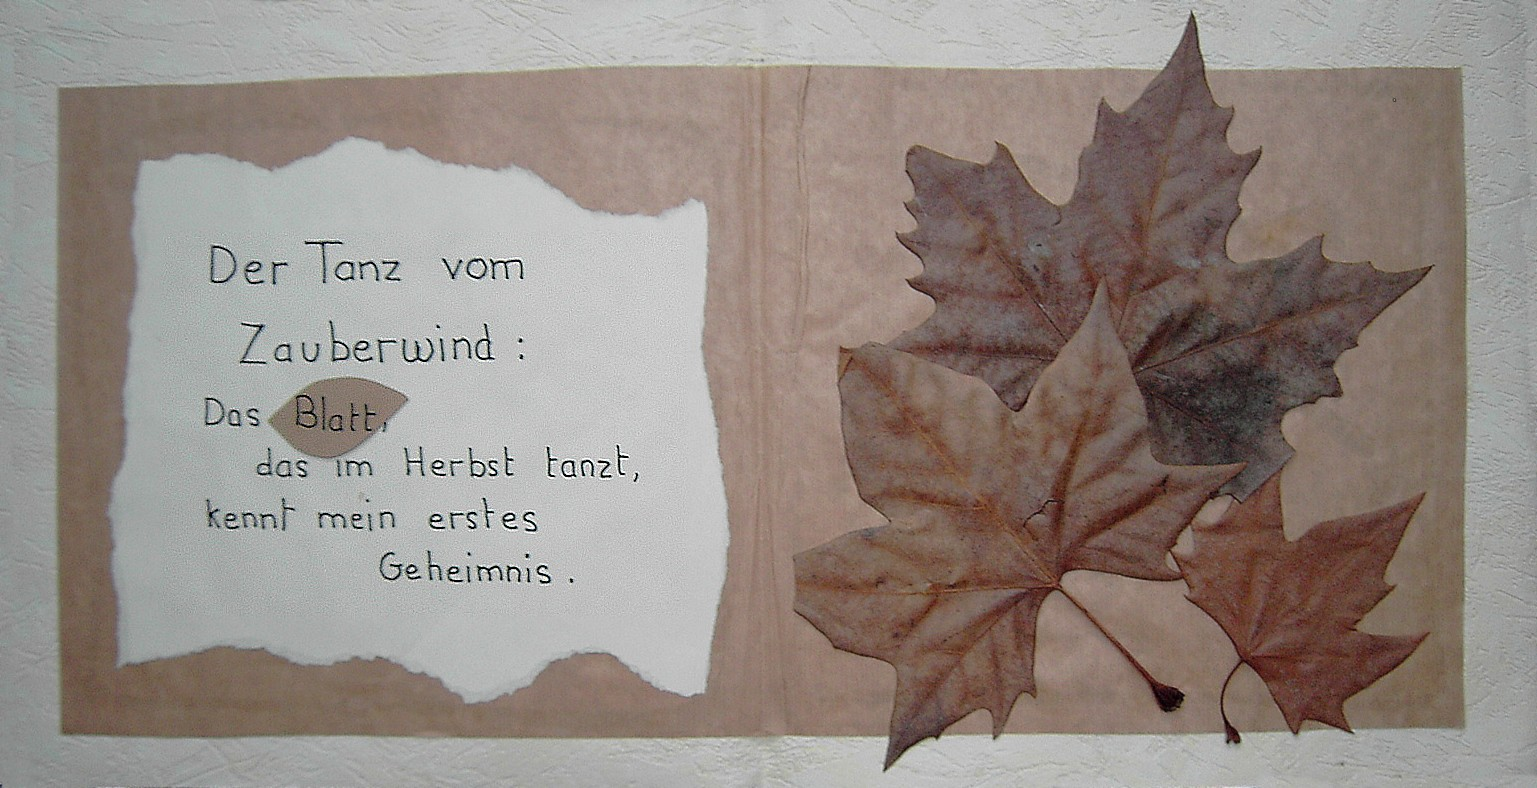 Der Tanz vom
Zauberwind :
Das Blatt,
das im Herbst tanzt,
kennt mein erstes
Geheimnis .